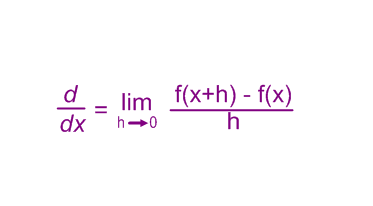 d/dx = lim h→0 f(x+h) - f(x) / h